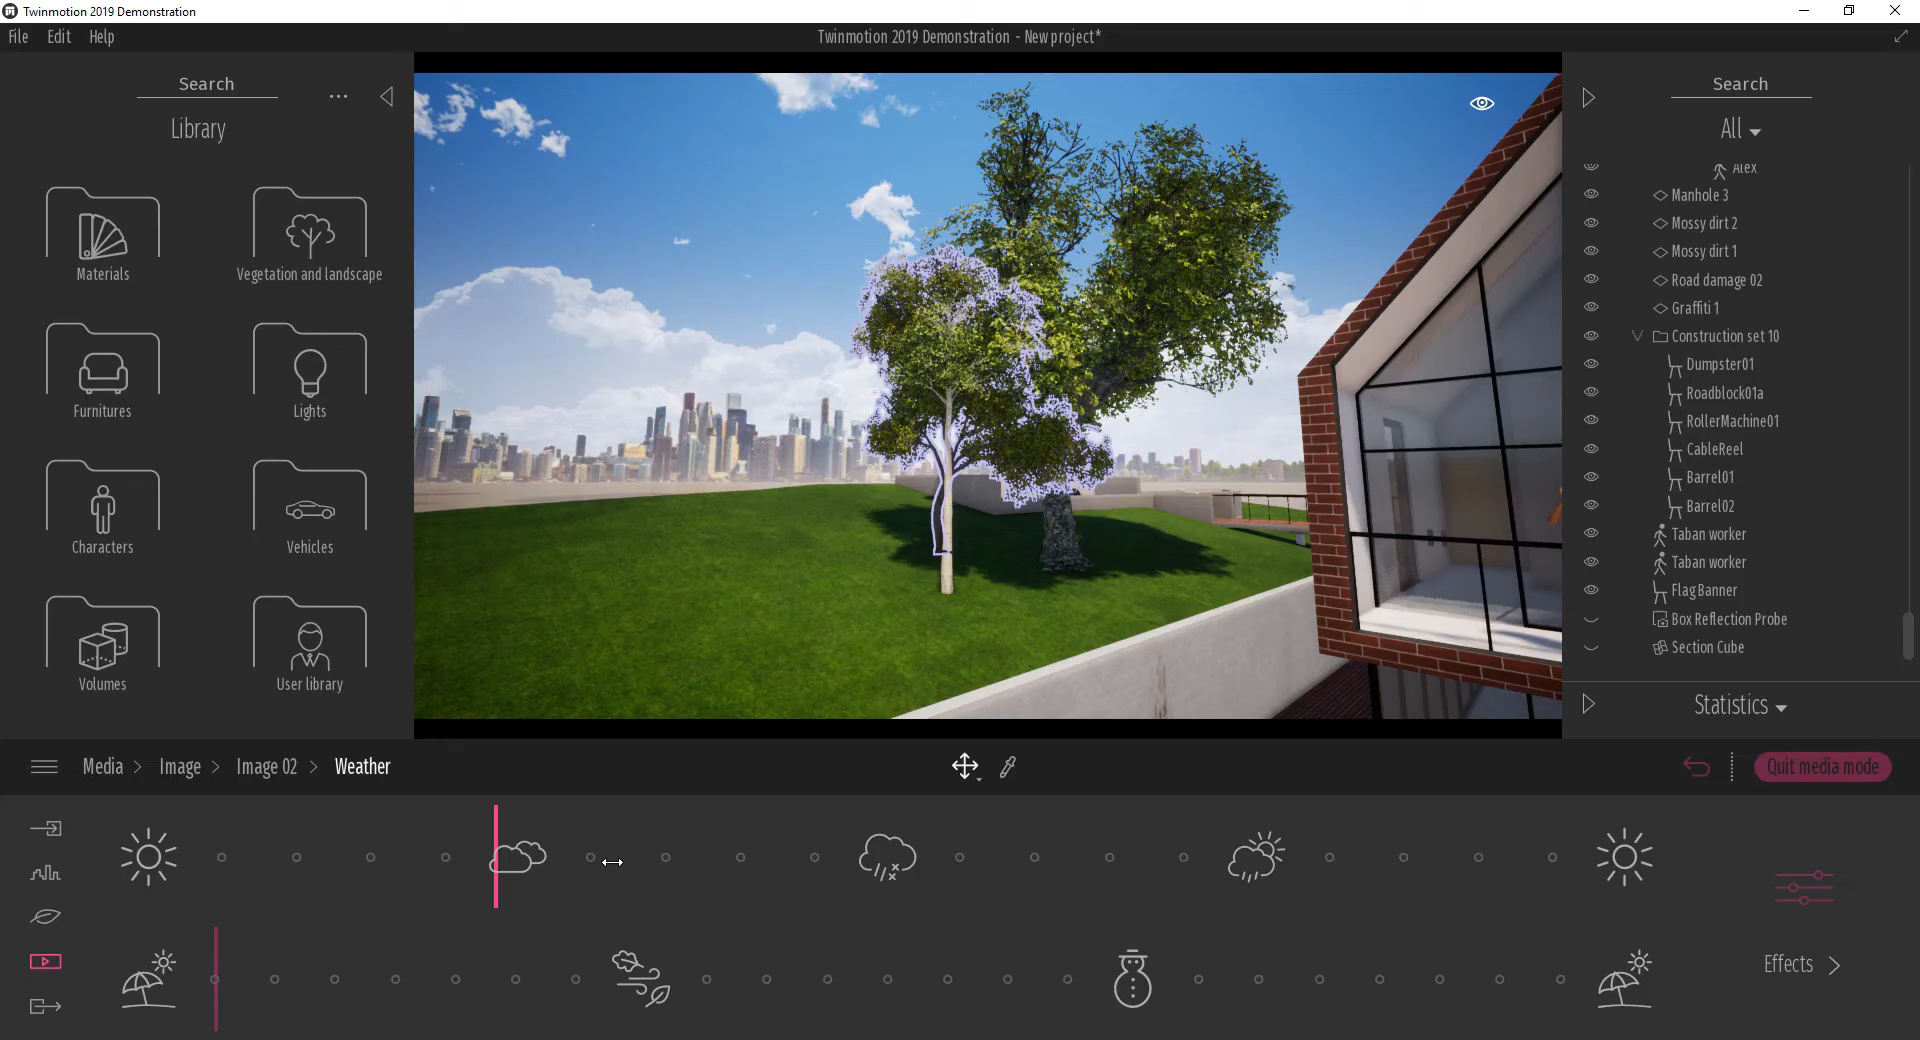 Twinmotion 2019 Demonstration
File Edit Help
Twinmotion 2019 Demonstration - New project*
Search
Library
Materials
Vegetation and landscape
Furnitures
Lights
Characters
Vehicles
Volumes
User library
Search
All
Alex
Manhole 3
Mossy dirt 2
Mossy dirt 1
Road damage 02
Graffiti 1
Construction set 10
Dumpster01
Roadblock01a
RollerMachine01
CableReel
Barrel01
Barrel02
Taban worker
Taban worker
Flag Banner
Box Reflection Probe
Section Cube
Statistics
Media > Image > Image 02 > Weather
Quit media mode
Effects